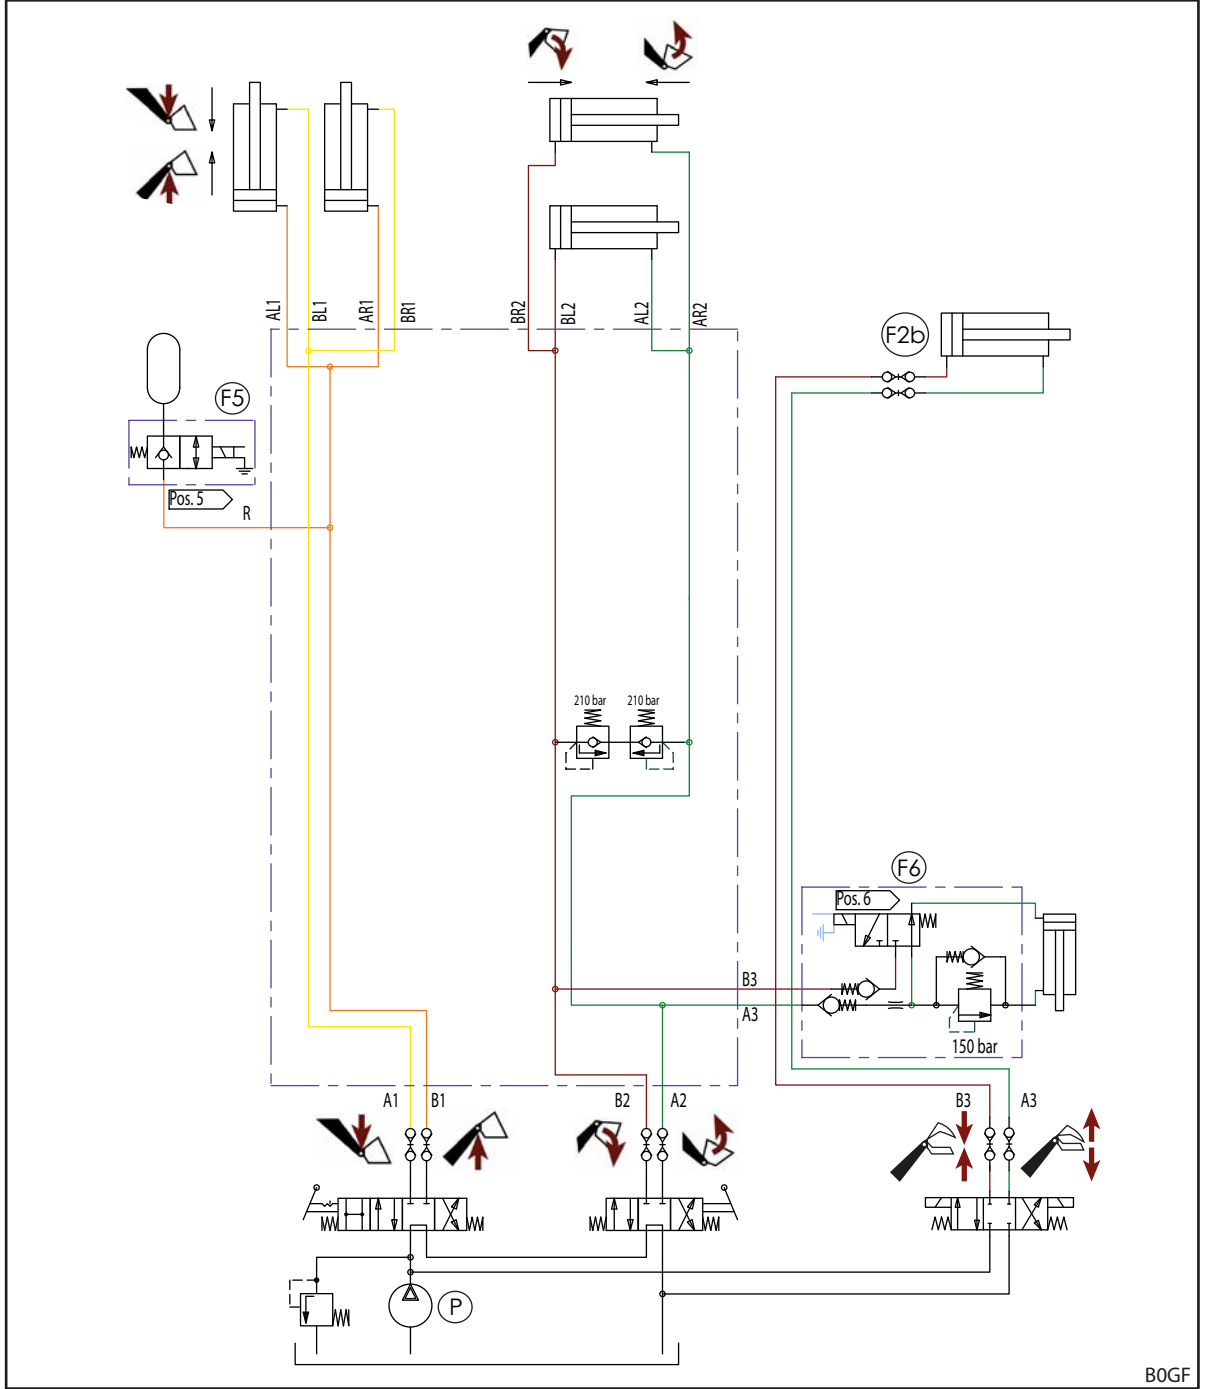 AL1
BL1
AR1
BR1
BR2
BL2
AL2
AR2
F2b
F5
Pos. 5
R
210 bar
210 bar
F6
Pos. 6
B3
A3
150 bar
A1
B1
B2
A2
B3
A3
P
B0GF